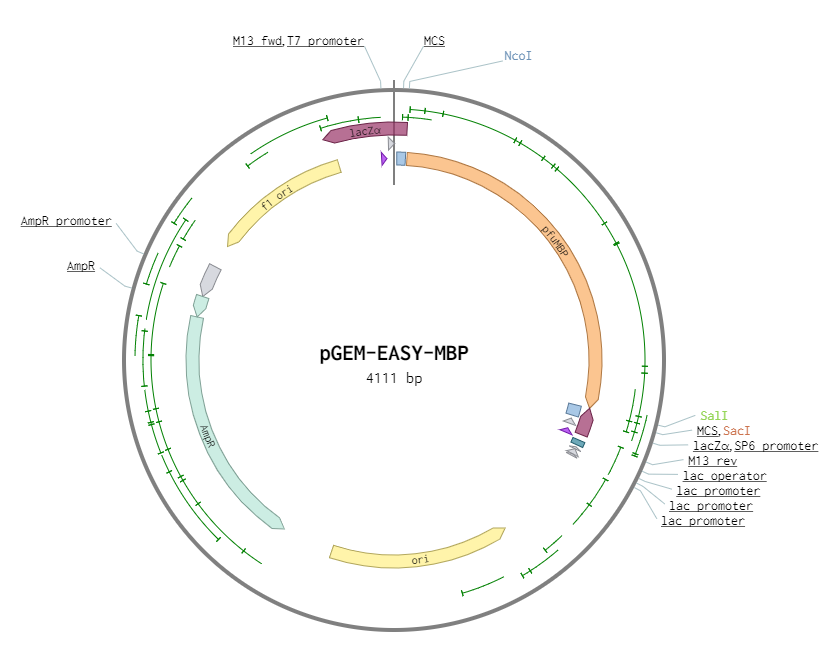 M13 fwd, T7 promoter
MCS
NcoI
lacZα
f1 ori
pfuMBP
AmpR promoter
AmpR
pGEM-EASY-MBP
4111 bp
SalI
MCS, SacI
lacZα, SP6 promoter
M13 rev
lac operator
lac promoter
lac promoter
lac promoter
AmpR
ori